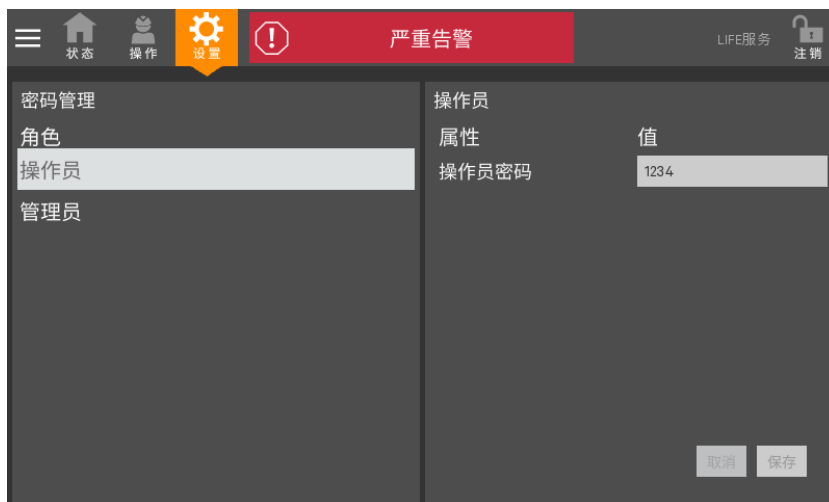 状态 操作 设置 严重告警 LIFE服务 注销
密码管理
角色
操作员
管理员
操作员
属性 值
操作员密码 1234
取消 保存